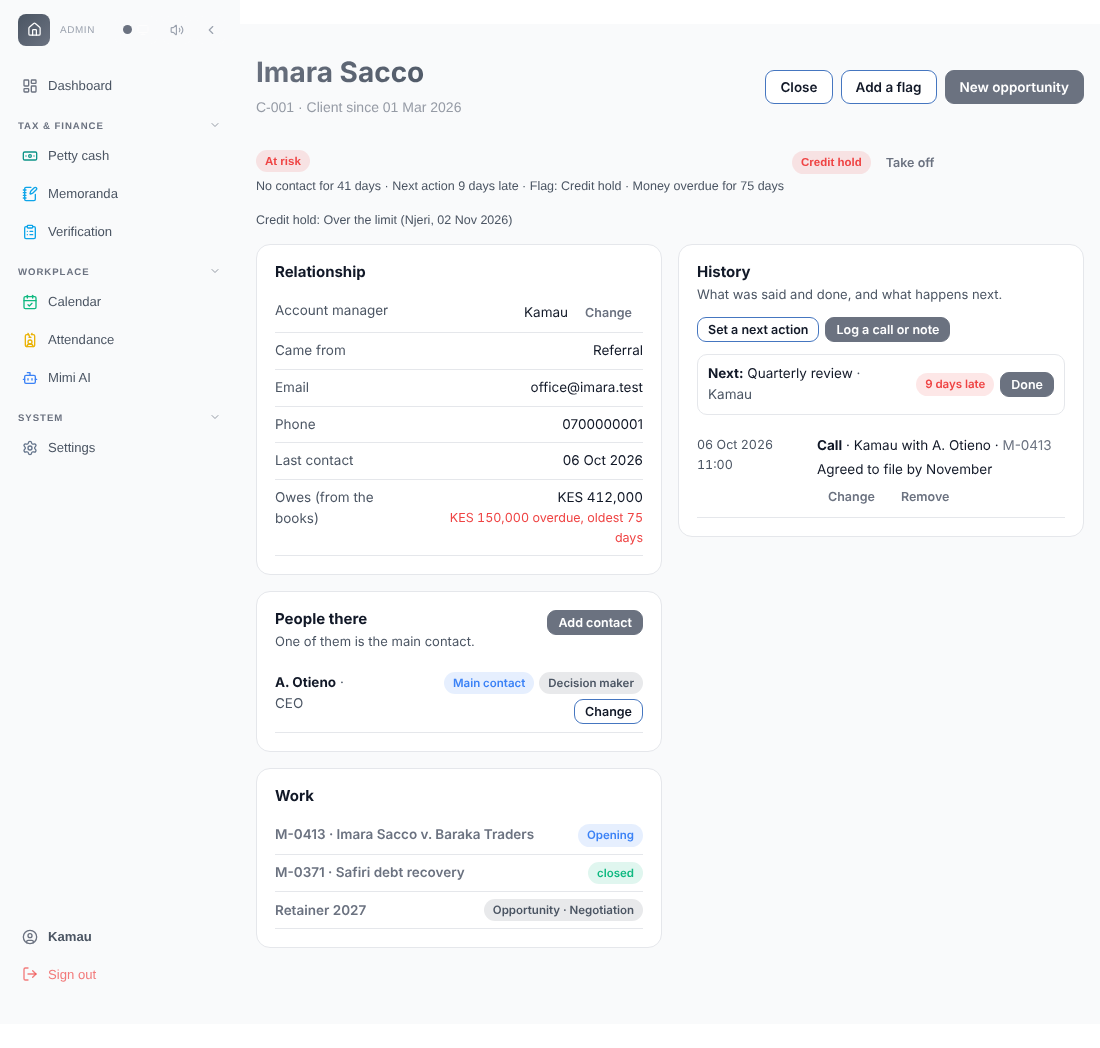 ADMIN
Dashboard
TAX & FINANCE
Petty cash
Memoranda
Verification
WORKPLACE
Calendar
Attendance
Mimi AI
SYSTEM
Settings
Kamau
Sign out
Imara Sacco
C-001 · Client since 01 Mar 2026
Close
Add a flag
New opportunity
At risk
No contact for 41 days · Next action 9 days late · Flag: Credit hold · Money overdue for 75 days
Credit hold
Take off
Credit hold: Over the limit (Njeri, 02 Nov 2026)
Relationship
Account manager
Kamau
Change
Came from
Referral
Email
office@imara.test
Phone
0700000001
Last contact
06 Oct 2026
Owes (from the
books)
KES 412,000
KES 150,000 overdue, oldest 75
days
People there
One of them is the main contact.
Add contact
A. Otieno ·
CEO
Main contact
Decision maker
Change
Work
M-0413 · Imara Sacco v. Baraka Traders
Opening
M-0371 · Safiri debt recovery
closed
Retainer 2027
Opportunity · Negotiation
History
What was said and done, and what happens next.
Set a next action
Log a call or note
Next: Quarterly review ·
Kamau
9 days late
Done
06 Oct 2026
11:00
Call · Kamau with A. Otieno · M-0413
Agreed to file by November
Change
Remove